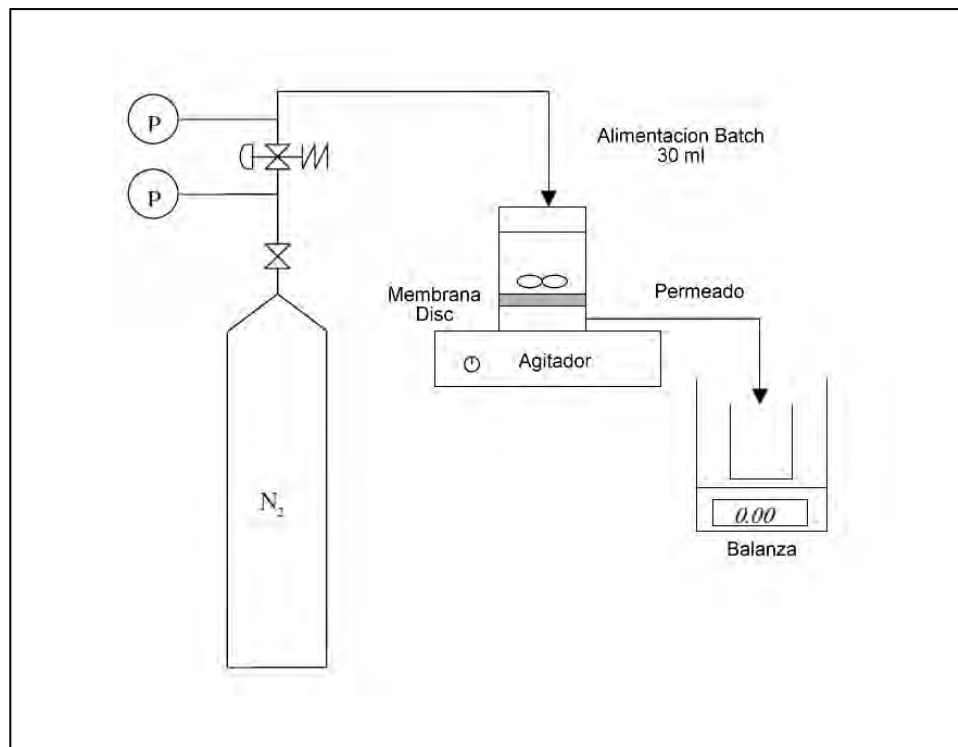 P
Alimentacion Batch
30 ml
P
Membrana
Disc
Permeado
Agitador
N₂
0.00
Balanza